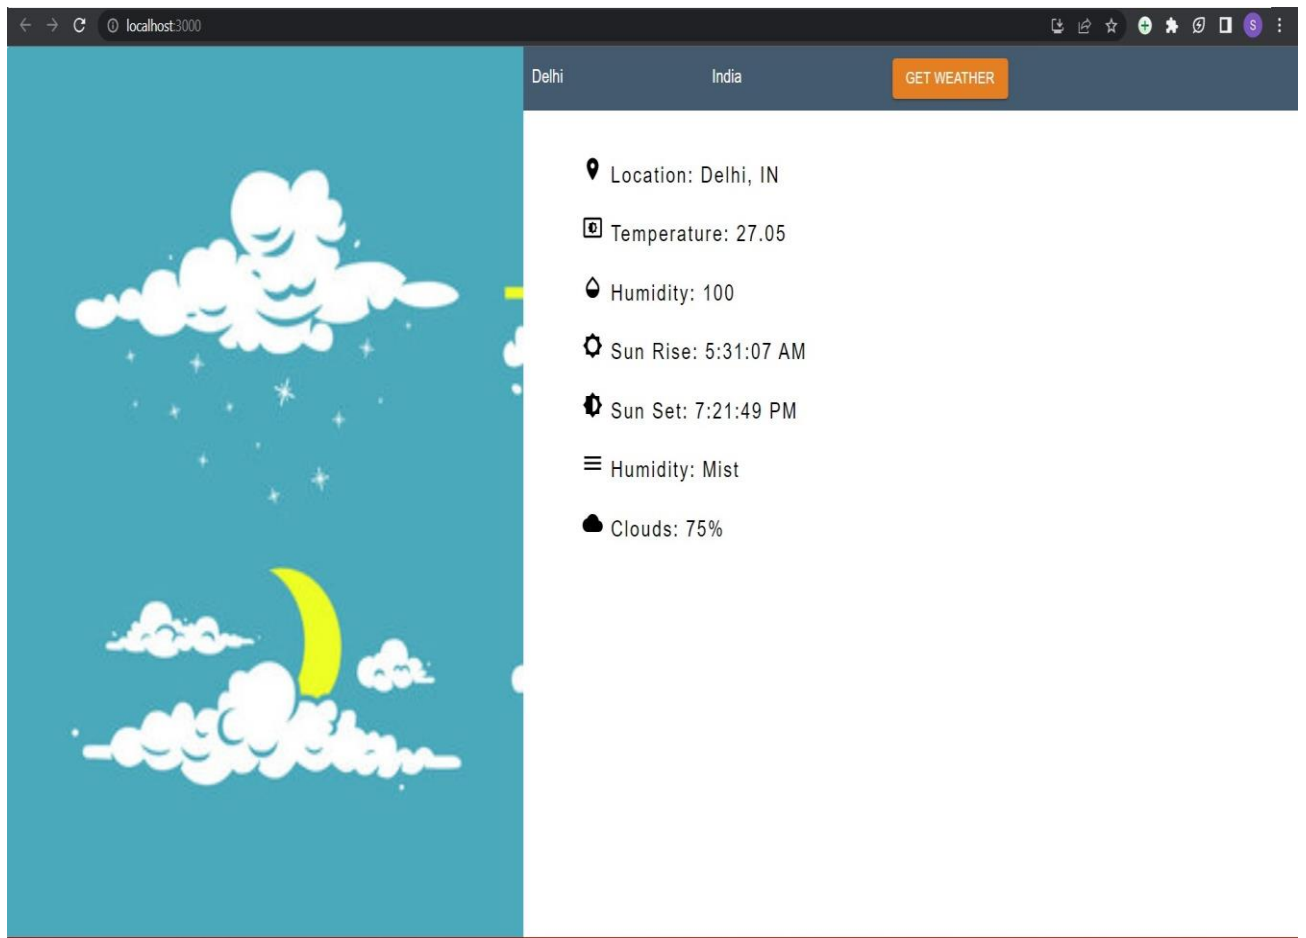 localhost:3000
S
Delhi
India
GET WEATHER
Location: Delhi, IN
Temperature: 27.05
Humidity: 100
Sun Rise: 5:31:07 AM
Sun Set: 7:21:49 PM
Humidity: Mist
Clouds: 75%